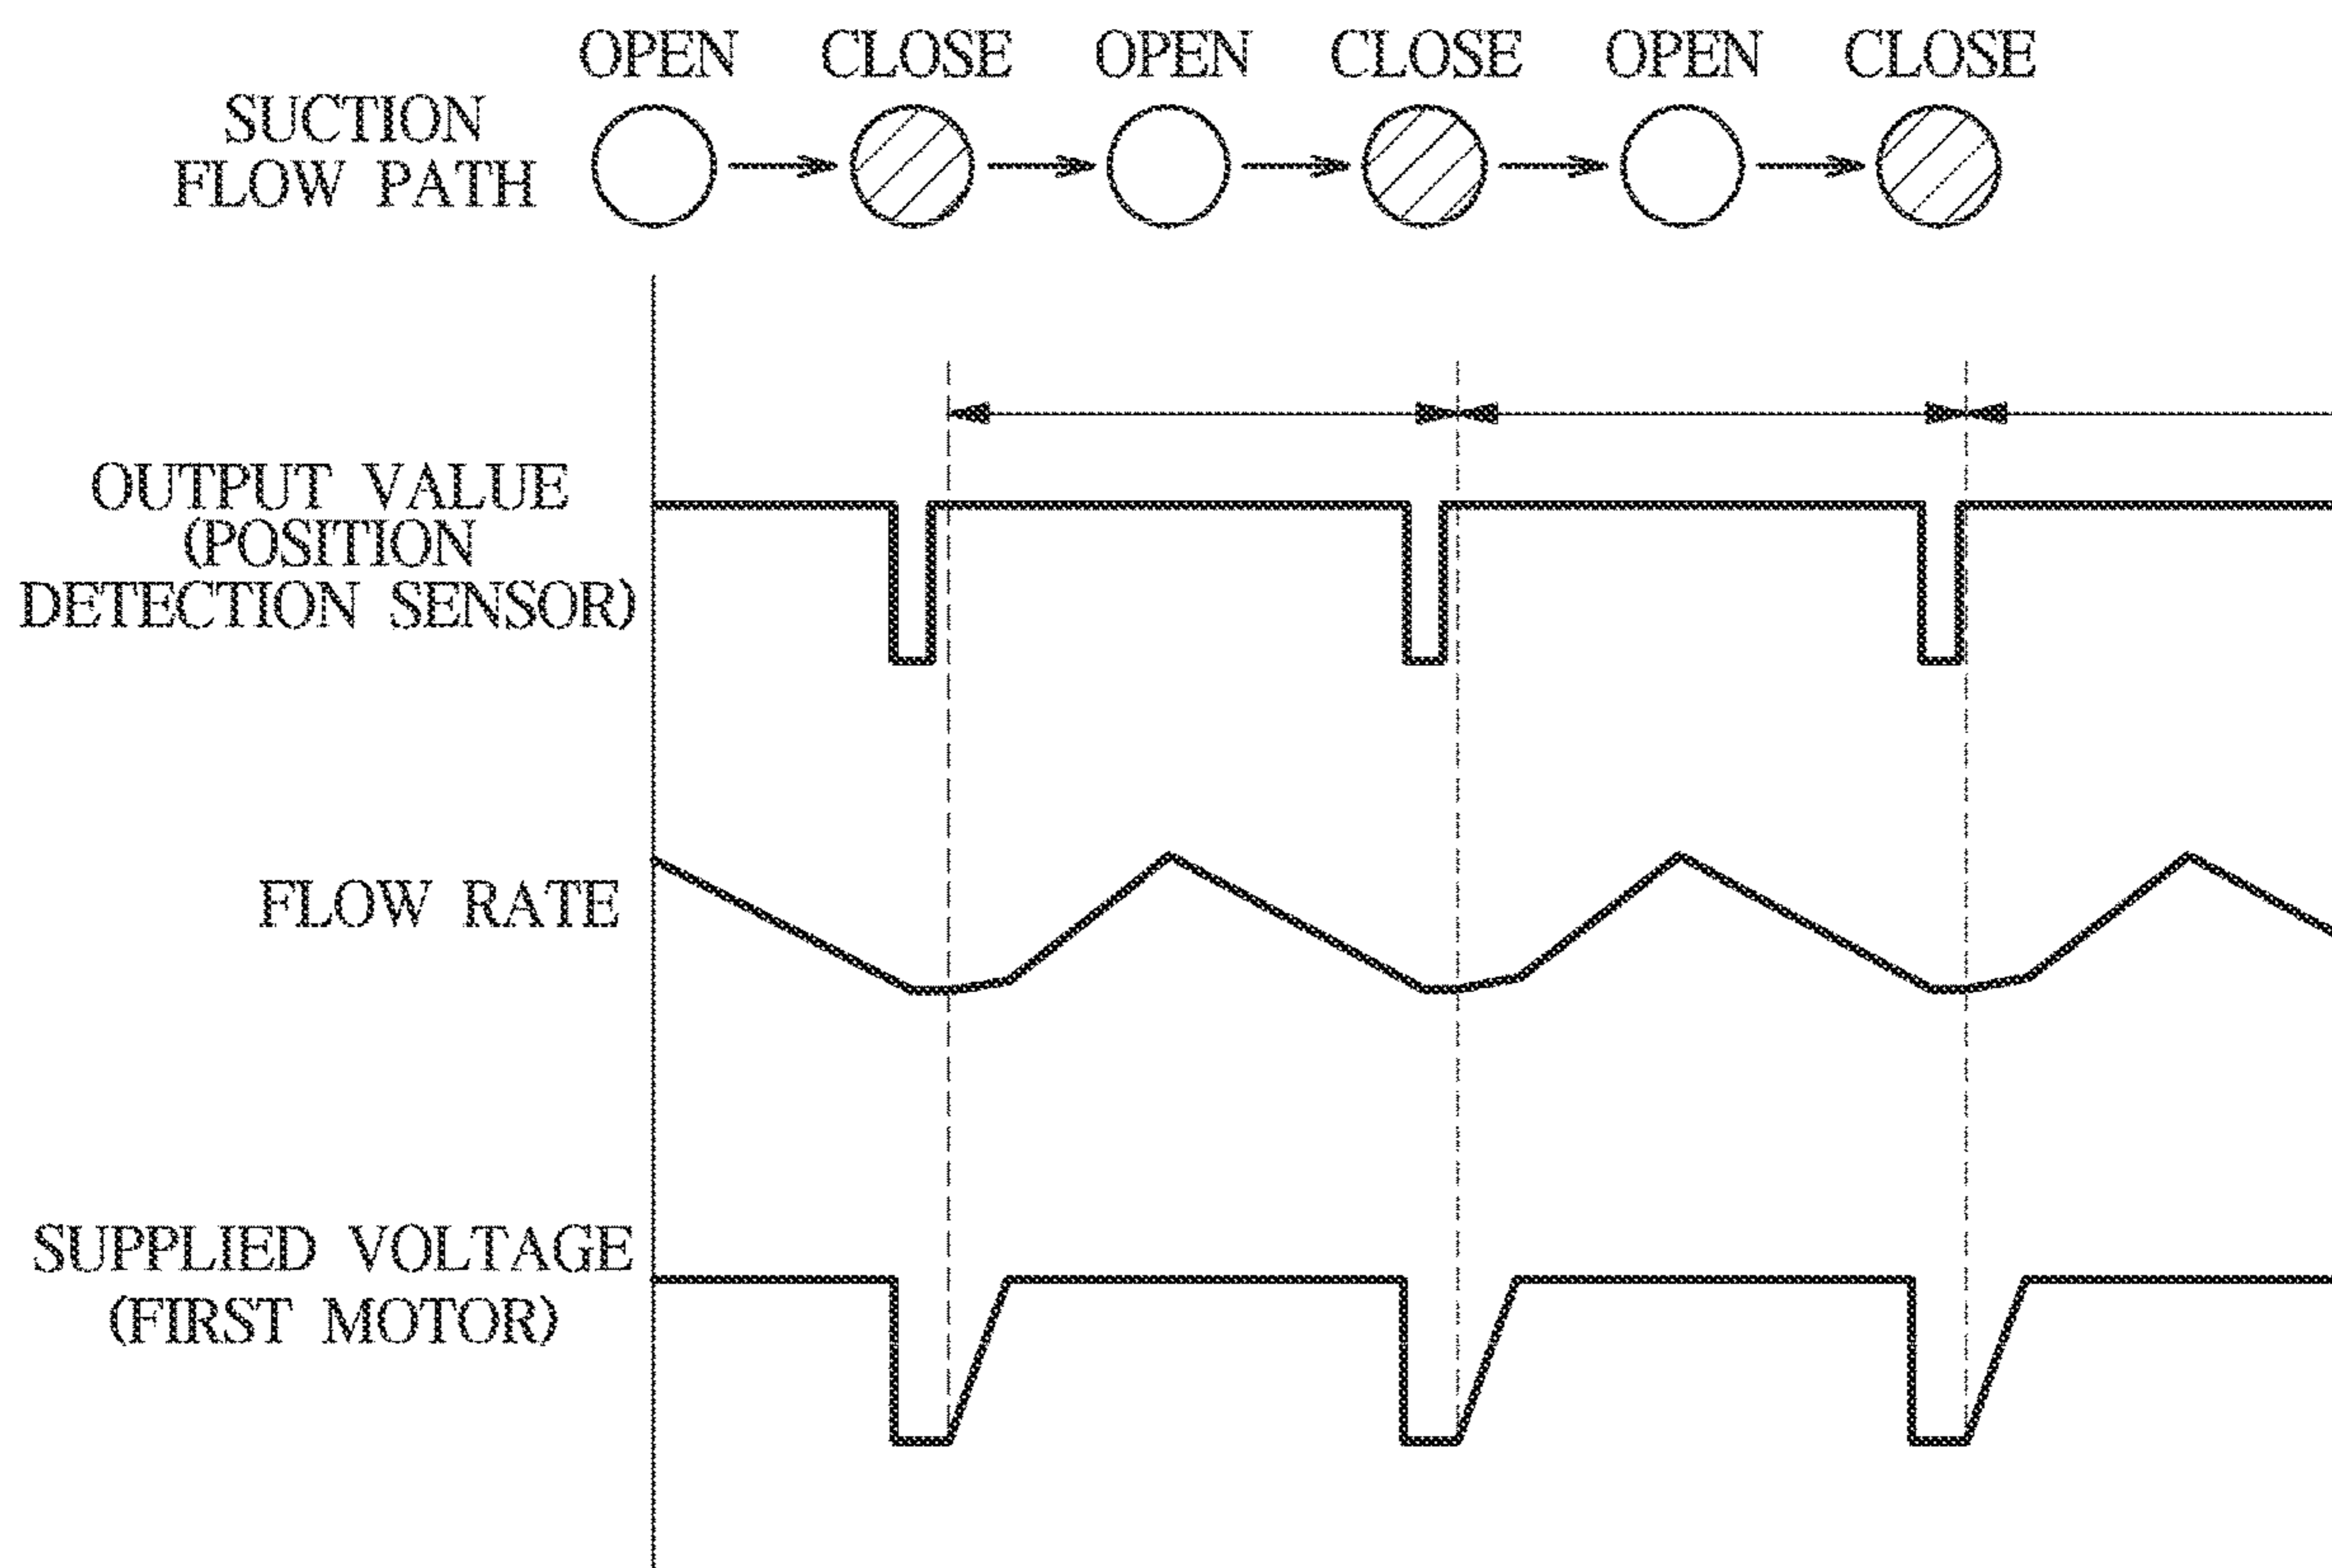 OPEN CLOSE OPEN CLOSE OPEN CLOSE
SUCTION
FLOW PATH
OUTPUT VALUE
(POSITION
DETECTION SENSOR)
FLOW RATE
SUPPLIED VOLTAGE
(FIRST MOTOR)